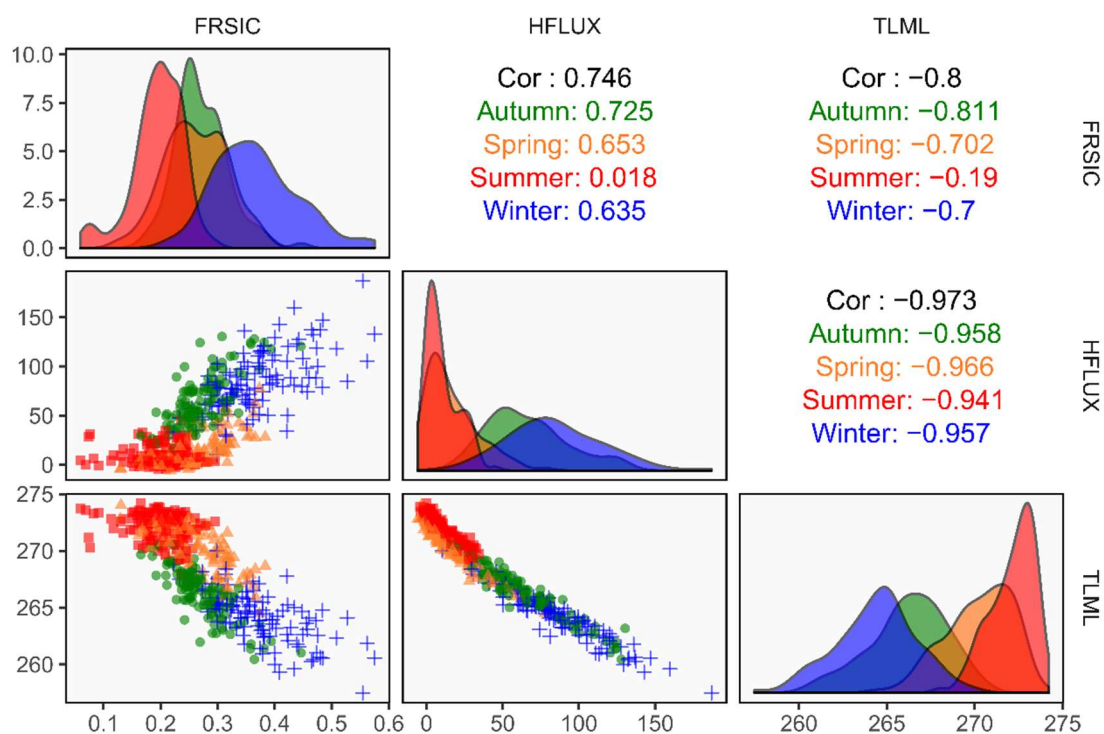 FRSIC HFLUX TLML
10.0
7.5
5.0
2.5
0.0
Cor : 0.746
Autumn: 0.725
Spring: 0.653
Summer: 0.018
Winter: 0.635
Cor : −0.8
Autumn: −0.811
Spring: −0.702
Summer: −0.19
Winter: −0.7
FRSIC
150
100
50
0
Cor : −0.973
Autumn: −0.958
Spring: −0.966
Summer: −0.941
Winter: −0.957
HFLUX
275
270
265
260
TLML
0.1 0.2 0.3 0.4 0.5 0.6
0 50 100 150
260 265 270 275